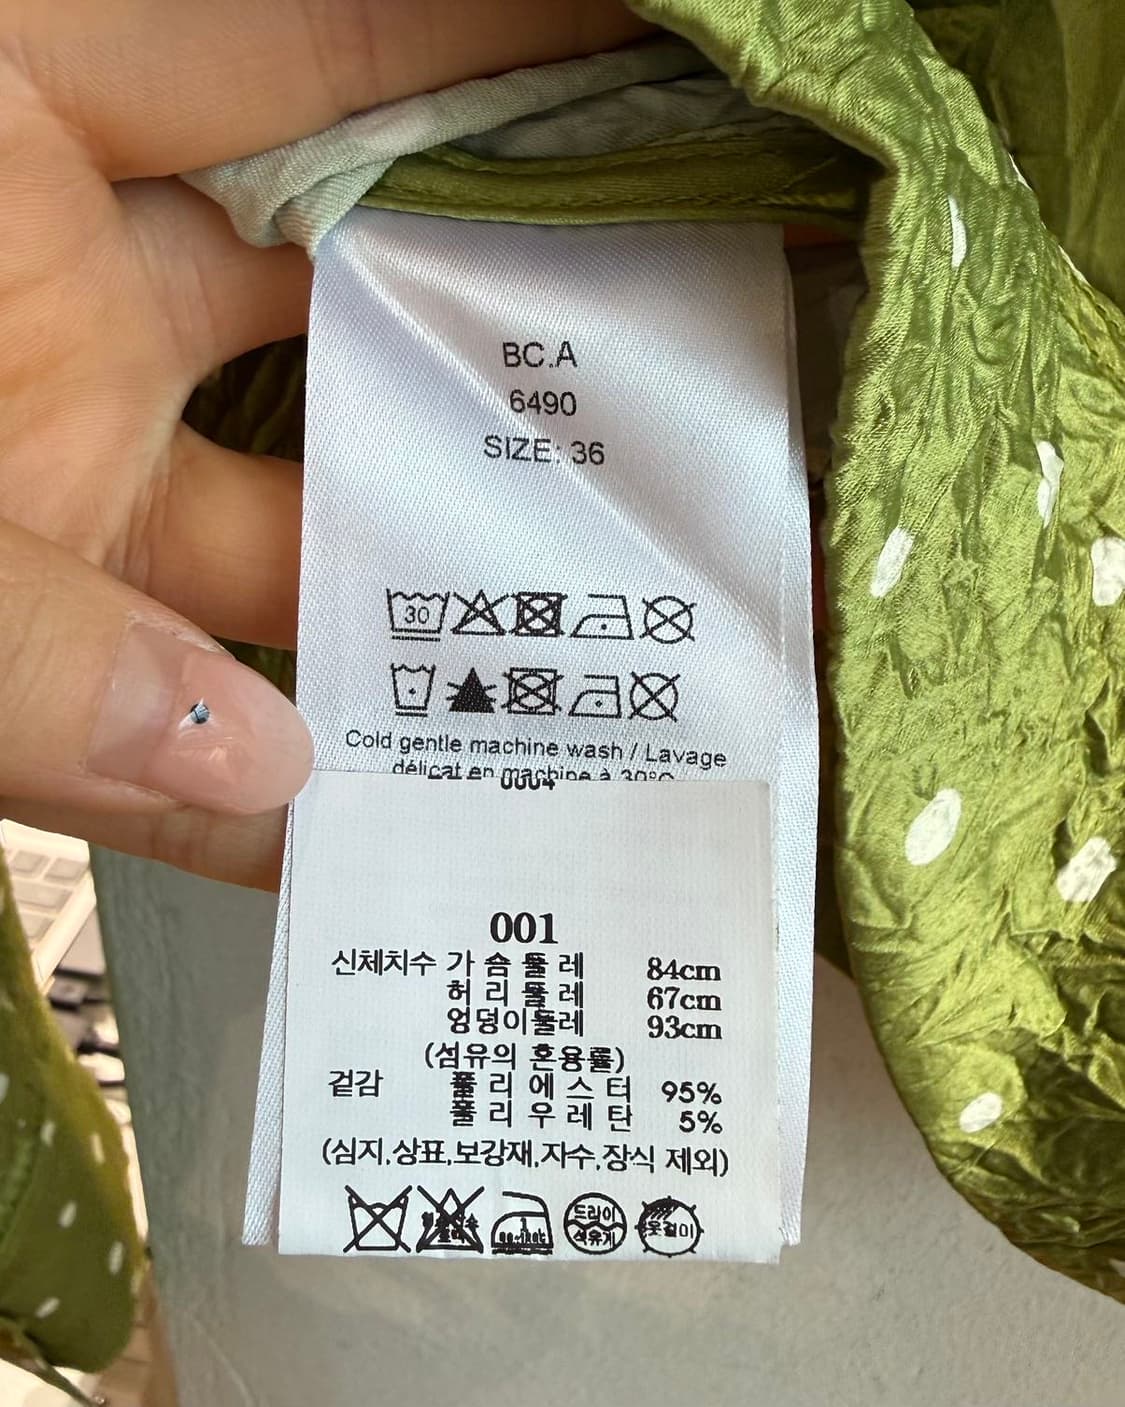 BC.A
6490
SIZE: 36
30
Cold gentle machine wash / Lavage
délicat en machine à 30°C
0004
001
신체치수 가 슴 둘 레 84cm
허 리 둘 레 67cm
엉덩이둘레 93cm
(섬유의 혼용률)
겉감 폴 리 에 스 터 95%
폴 리 우 레 탄 5%
(심지,상표,보강재,자수,장식 제외)
드라이
석유계
옷걸이